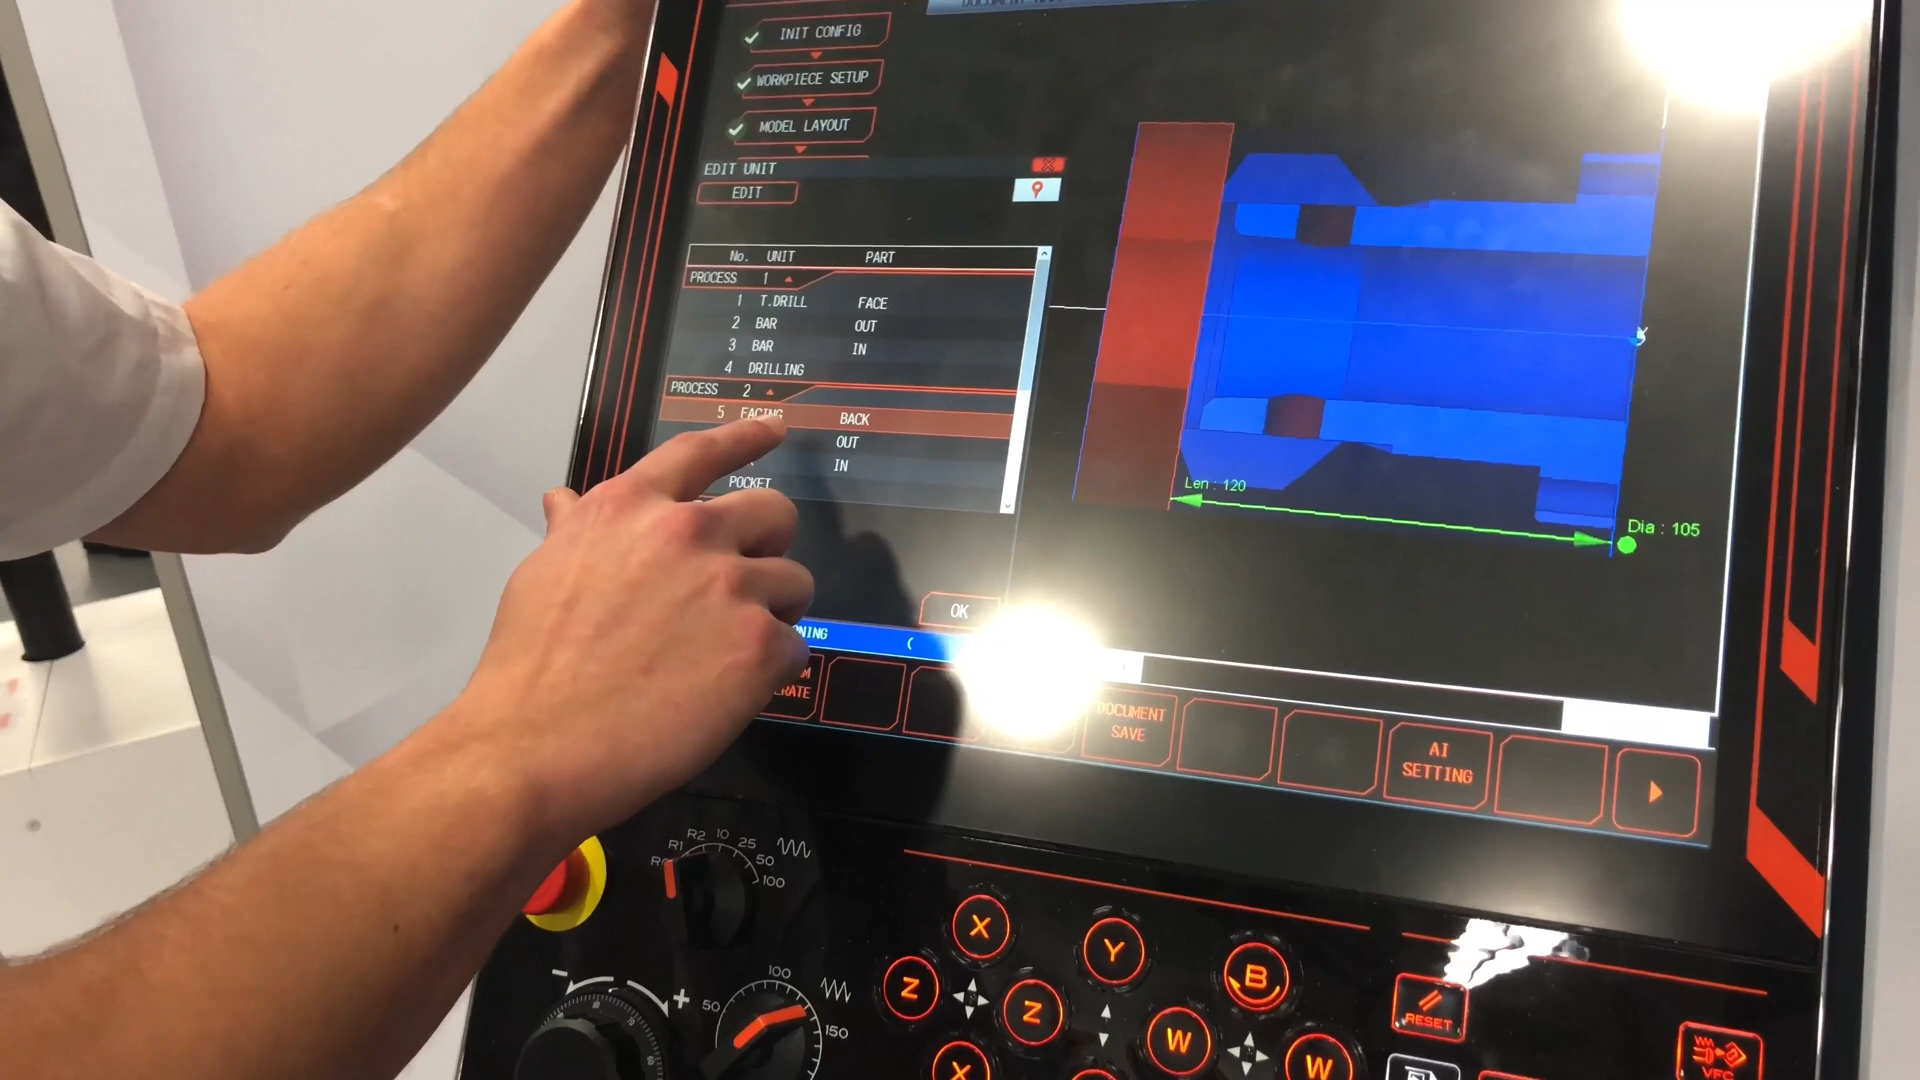 INIT CONFIG
WORKPIECE SETUP
MODEL LAYOUT
EDIT UNIT
EDIT
No. UNIT PART
PROCESS 1
1 T.DRILL FACE
2 BAR OUT
3 BAR IN
4 DRILLING
PROCESS 2
5 FACING BACK
OUT
IN
POCKET
OK
Len : 120
Dia : 105
DOCUMENT
SAVE
AI
SETTING
R1 R2 10 25 50 100
50 100 150
X
Y
B
Z
Z
W
W
X
RESET
VFC